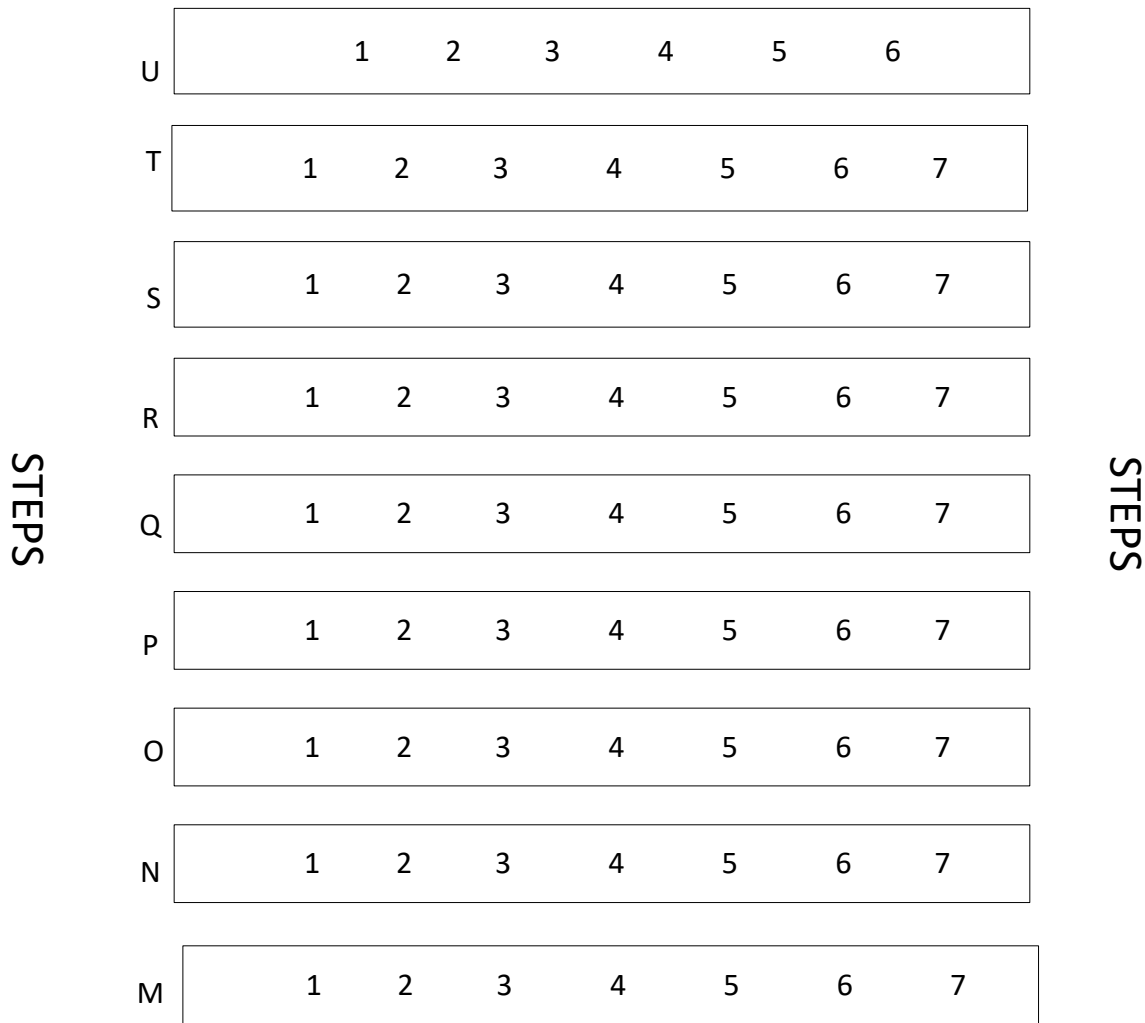 U 1 2 3 4 5 6
T 1 2 3 4 5 6 7
S 1 2 3 4 5 6 7
R 1 2 3 4 5 6 7
STEPS
STEPS
Q 1 2 3 4 5 6 7
P 1 2 3 4 5 6 7
O 1 2 3 4 5 6 7
N 1 2 3 4 5 6 7
M 1 2 3 4 5 6 7